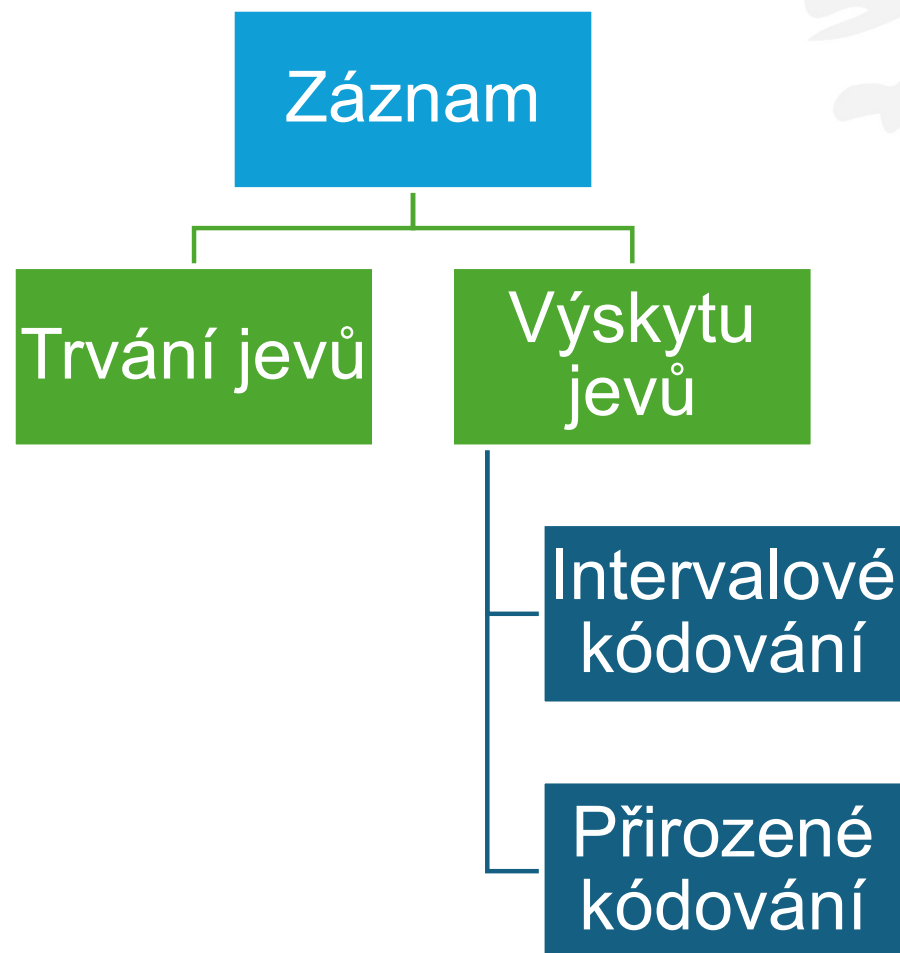 Záznam
Trvání jevů
Výskytu
jevů
Intervalové
kódování
Přirozené
kódování